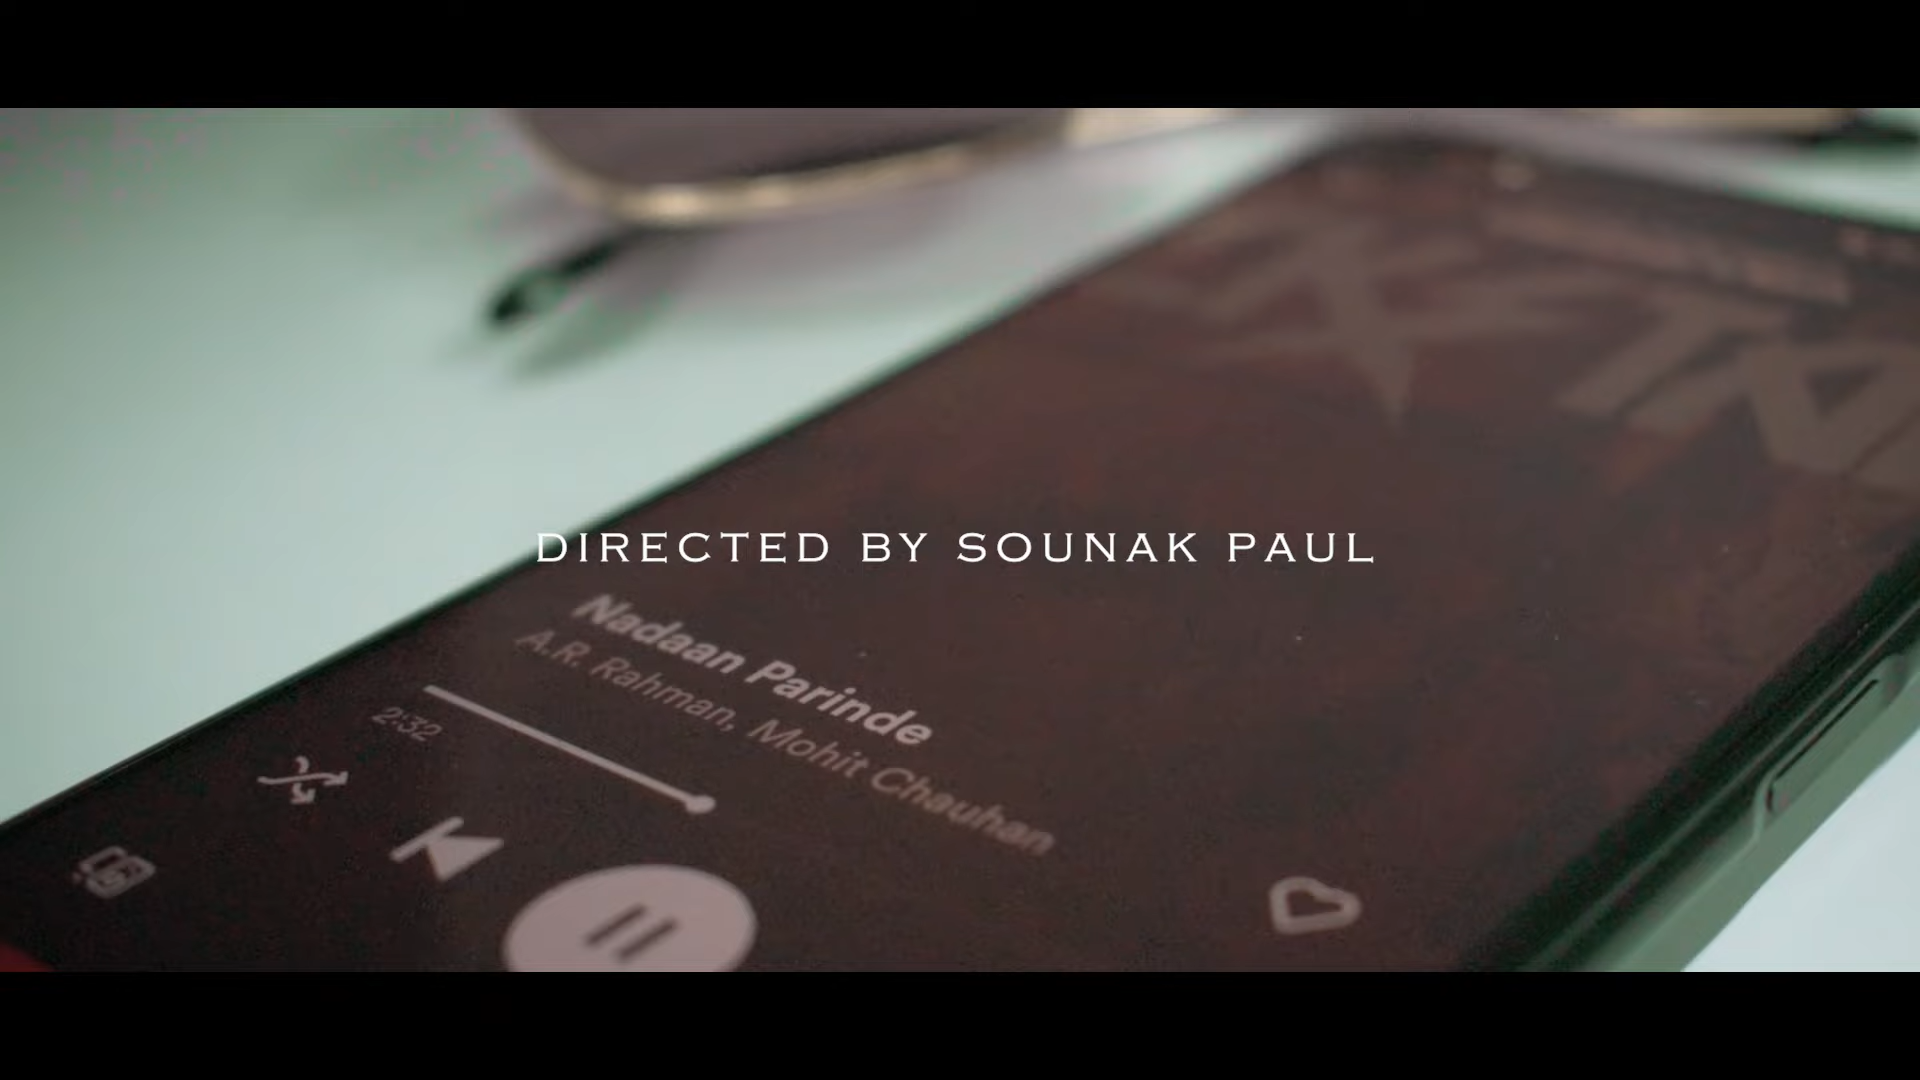 DIRECTED BY SOUNAK PAUL
Nadaan Parinde
A.R. Rahman, Mohit Chauhan
2:32